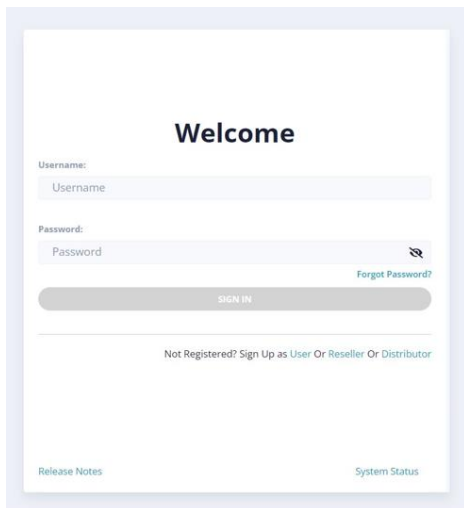 Welcome
Username:
Username
Password:
Password
Forgot Password?
SIGN IN
Not Registered? Sign Up as User Or Reseller Or Distributor
Release Notes
System Status